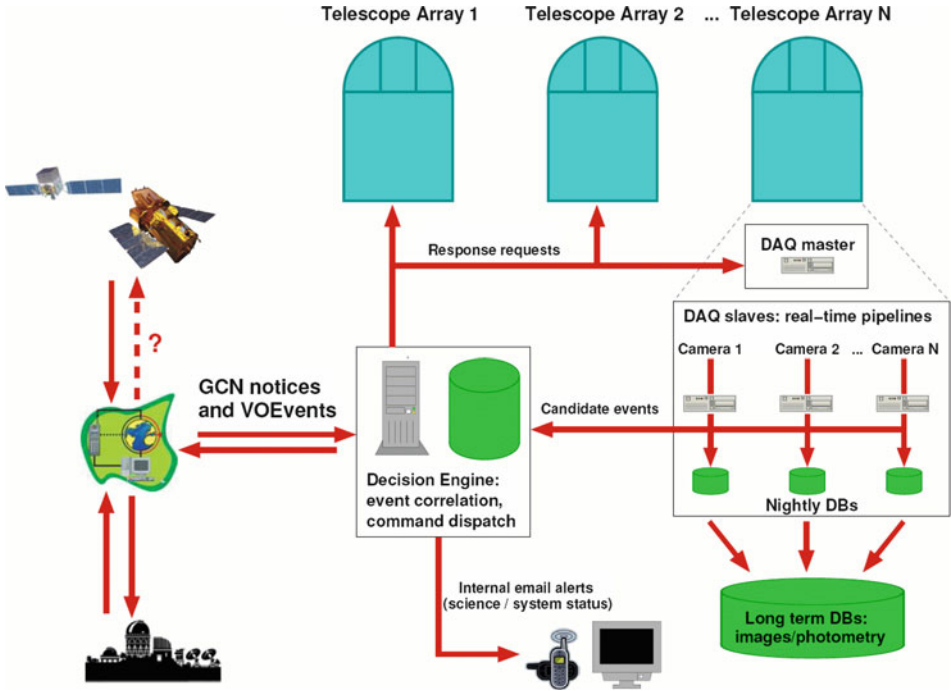 Telescope Array 1
Telescope Array 2
...
Telescope Array N
Response requests
DAQ master
?
DAQ slaves: real-time pipelines
Camera 1
Camera 2
...
Camera N
GCN notices
and VOEvents
Candidate events
Decision Engine:
event correlation,
command dispatch
Nightly DBs
Internal email alerts
(science / system status)
Long term DBs:
images/photometry